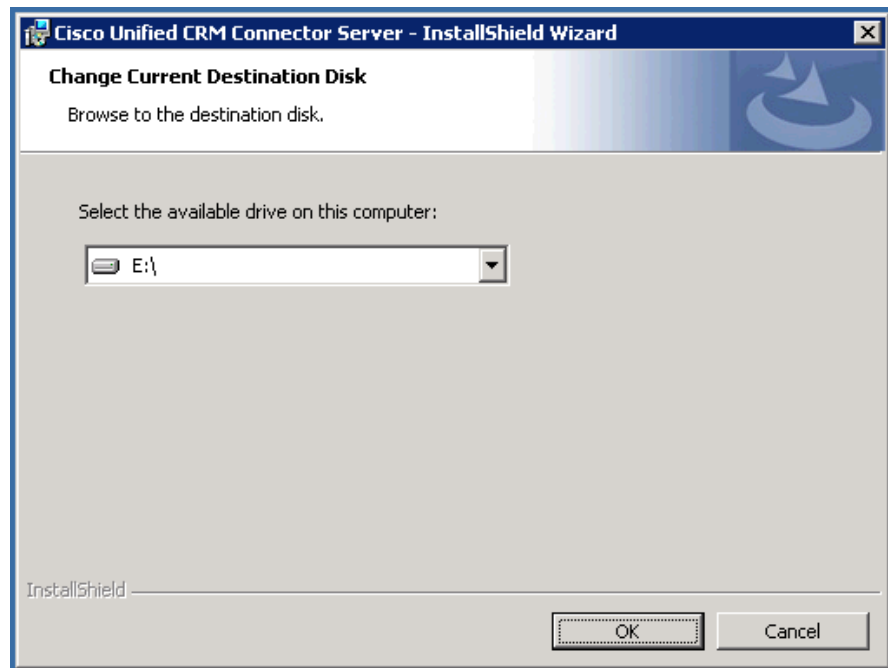 Cisco Unified CRM Connector Server - InstallShield Wizard
Change Current Destination Disk
Browse to the destination disk.
Select the available drive on this computer:
E:\
InstallShield
OK
Cancel